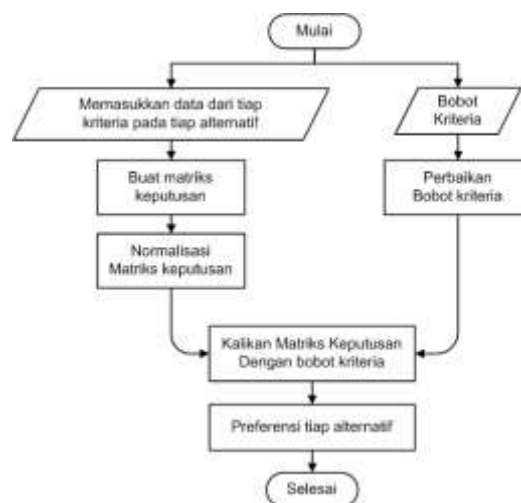 Mulai
Memasukkan data dari tiap
kriteria pada tiap alternatif
Bobot
Kriteria
Buat matriks
keputusan
Perbaikan
Bobot kriteria
Normalisasi
Matriks keputusan
Kalikan Matriks Keputusan
Dengan bobot kriteria
Preferensi tiap alternatif
Selesai